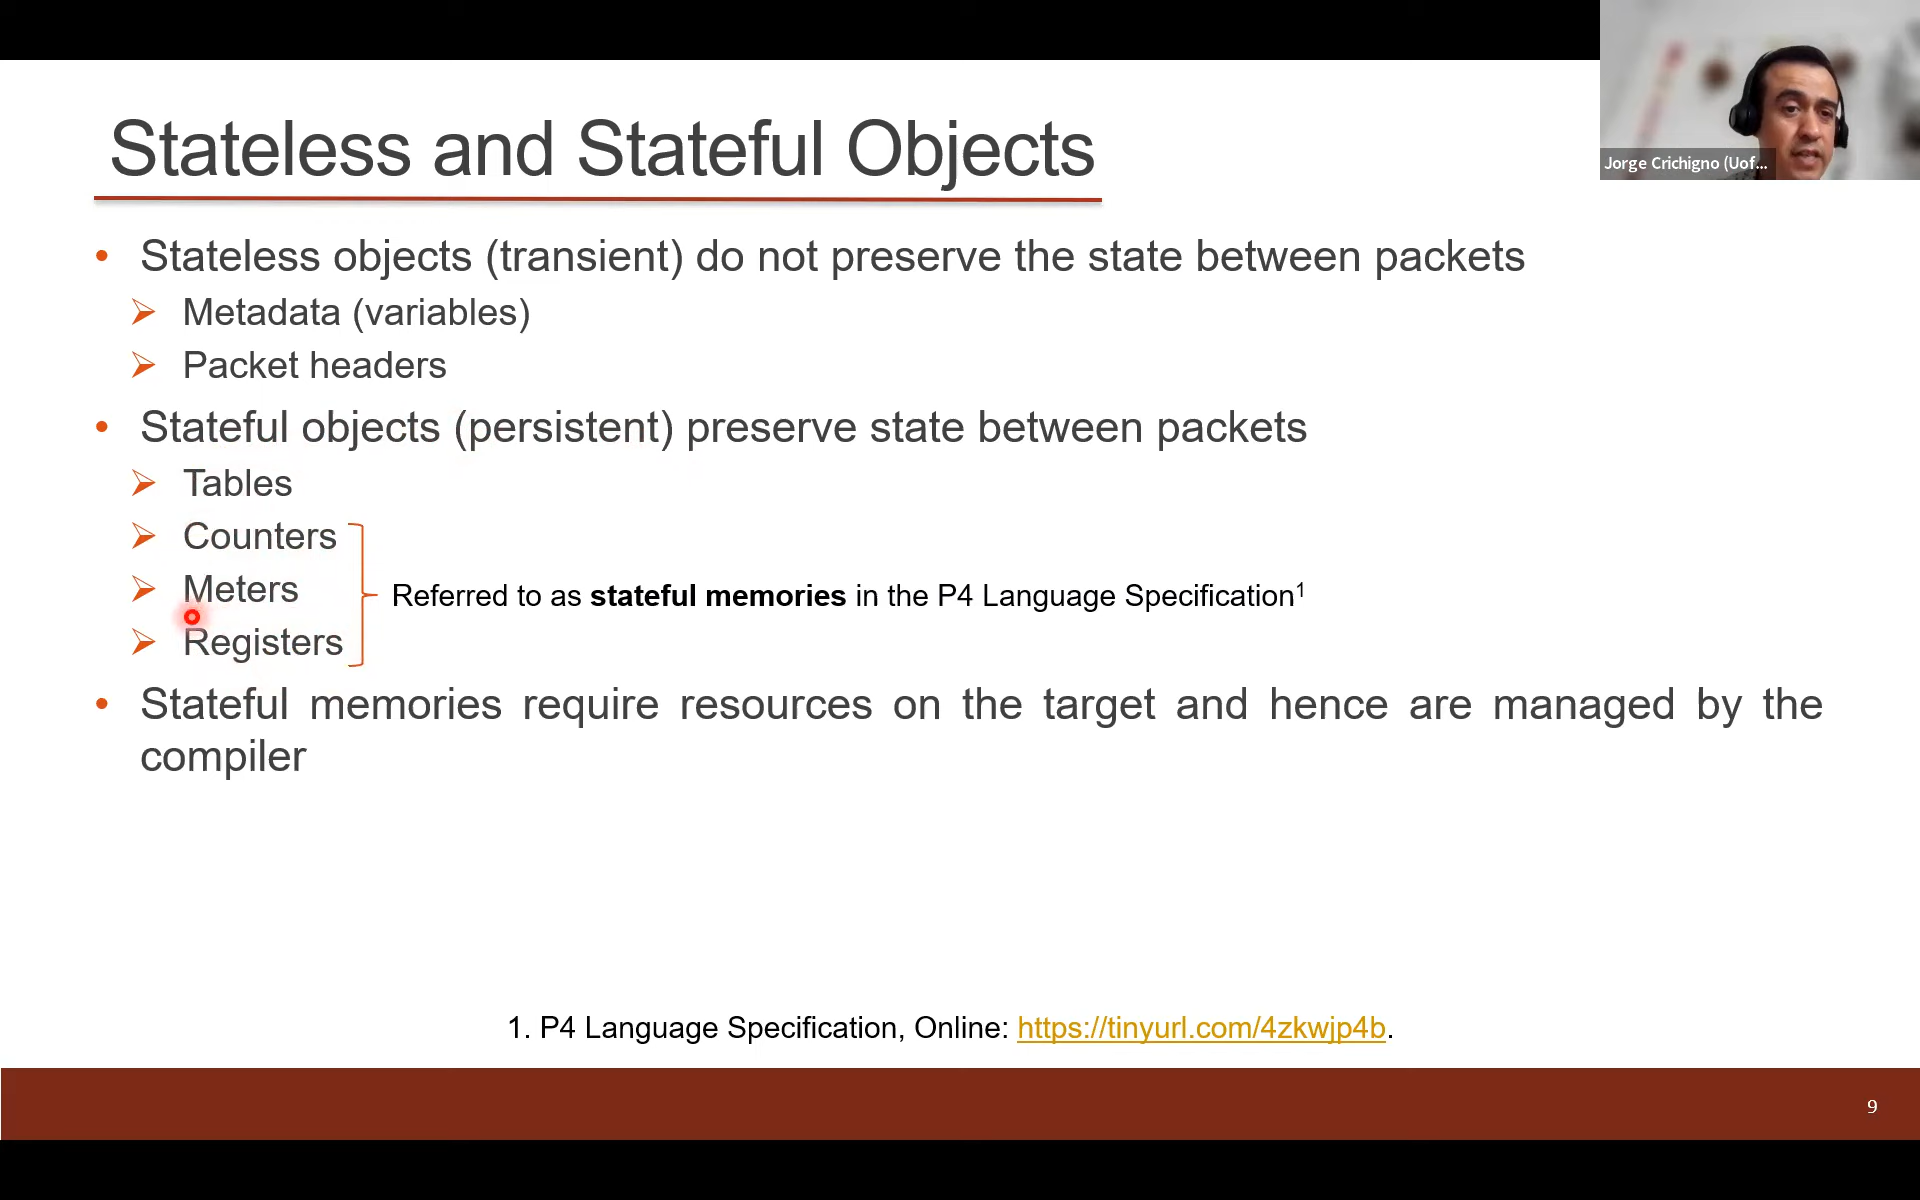 Jorge Crichigno (Uof...
Stateless and Stateful Objects
• Stateless objects (transient) do not preserve the state between packets
➢ Metadata (variables)
➢ Packet headers
• Stateful objects (persistent) preserve state between packets
➢ Tables
➢ Counters
➢ Meters
➢ Registers
Referred to as stateful memories in the P4 Language Specification¹
• Stateful memories require resources on the target and hence are managed by the
compiler
1. P4 Language Specification, Online: https://tinyurl.com/4zkwjp4b.
9